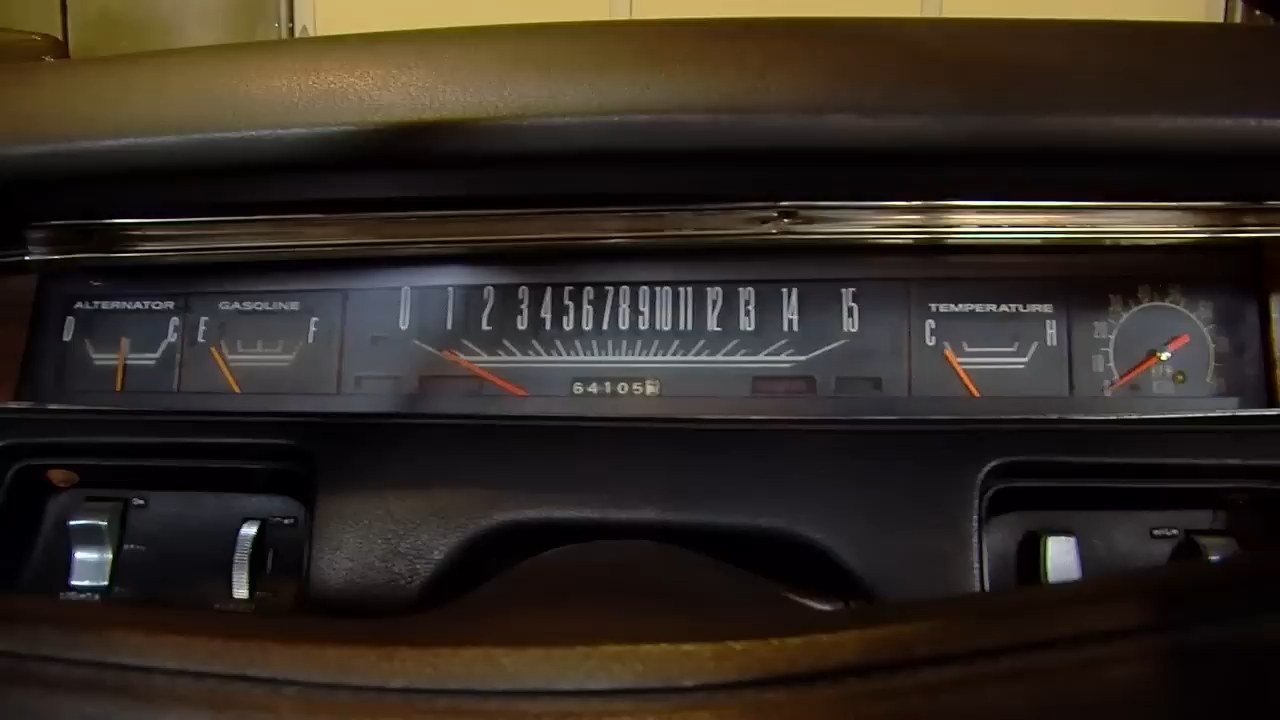 ALTERNATOR
D C
GASOLINE
E F
0 1 2 3 4 5 6 7 8 9 10 11 12 13 14 15
64105
TEMPERATURE
C H